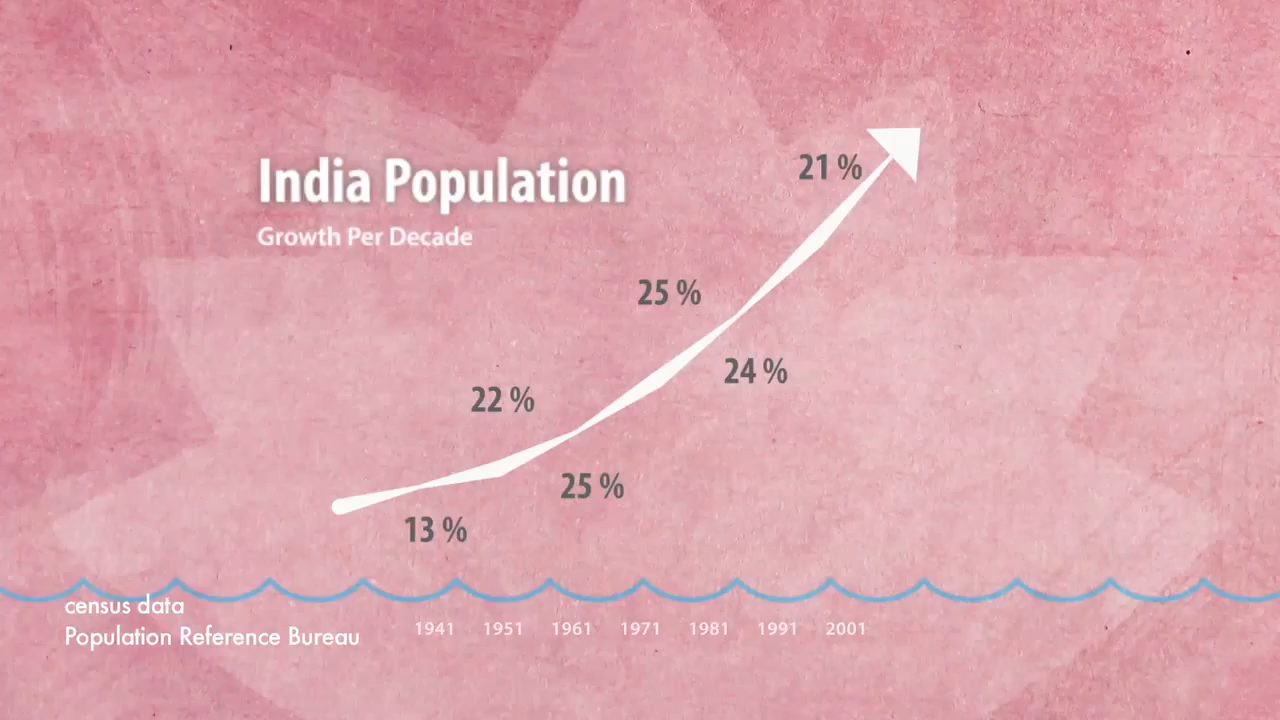 India Population
Growth Per Decade
21 %
25 %
24 %
22 %
25 %
13 %
census data
Population Reference Bureau
1941 1951 1961 1971 1981 1991 2001